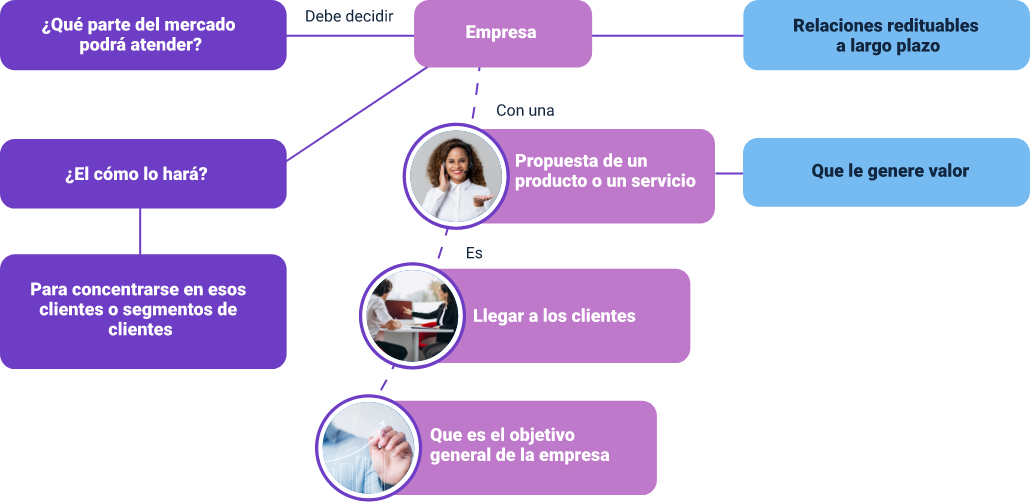 ¿Qué parte del mercado
podrá atender?
Debe decidir
Empresa
Relaciones redituables
a largo plazo
Con una
¿El cómo lo hará?
Propuesta de un
producto o un servicio
Que le genere valor
Es
Para concentrarse en esos
clientes o segmentos de
clientes
Llegar a los clientes
Que es el objetivo
general de la empresa